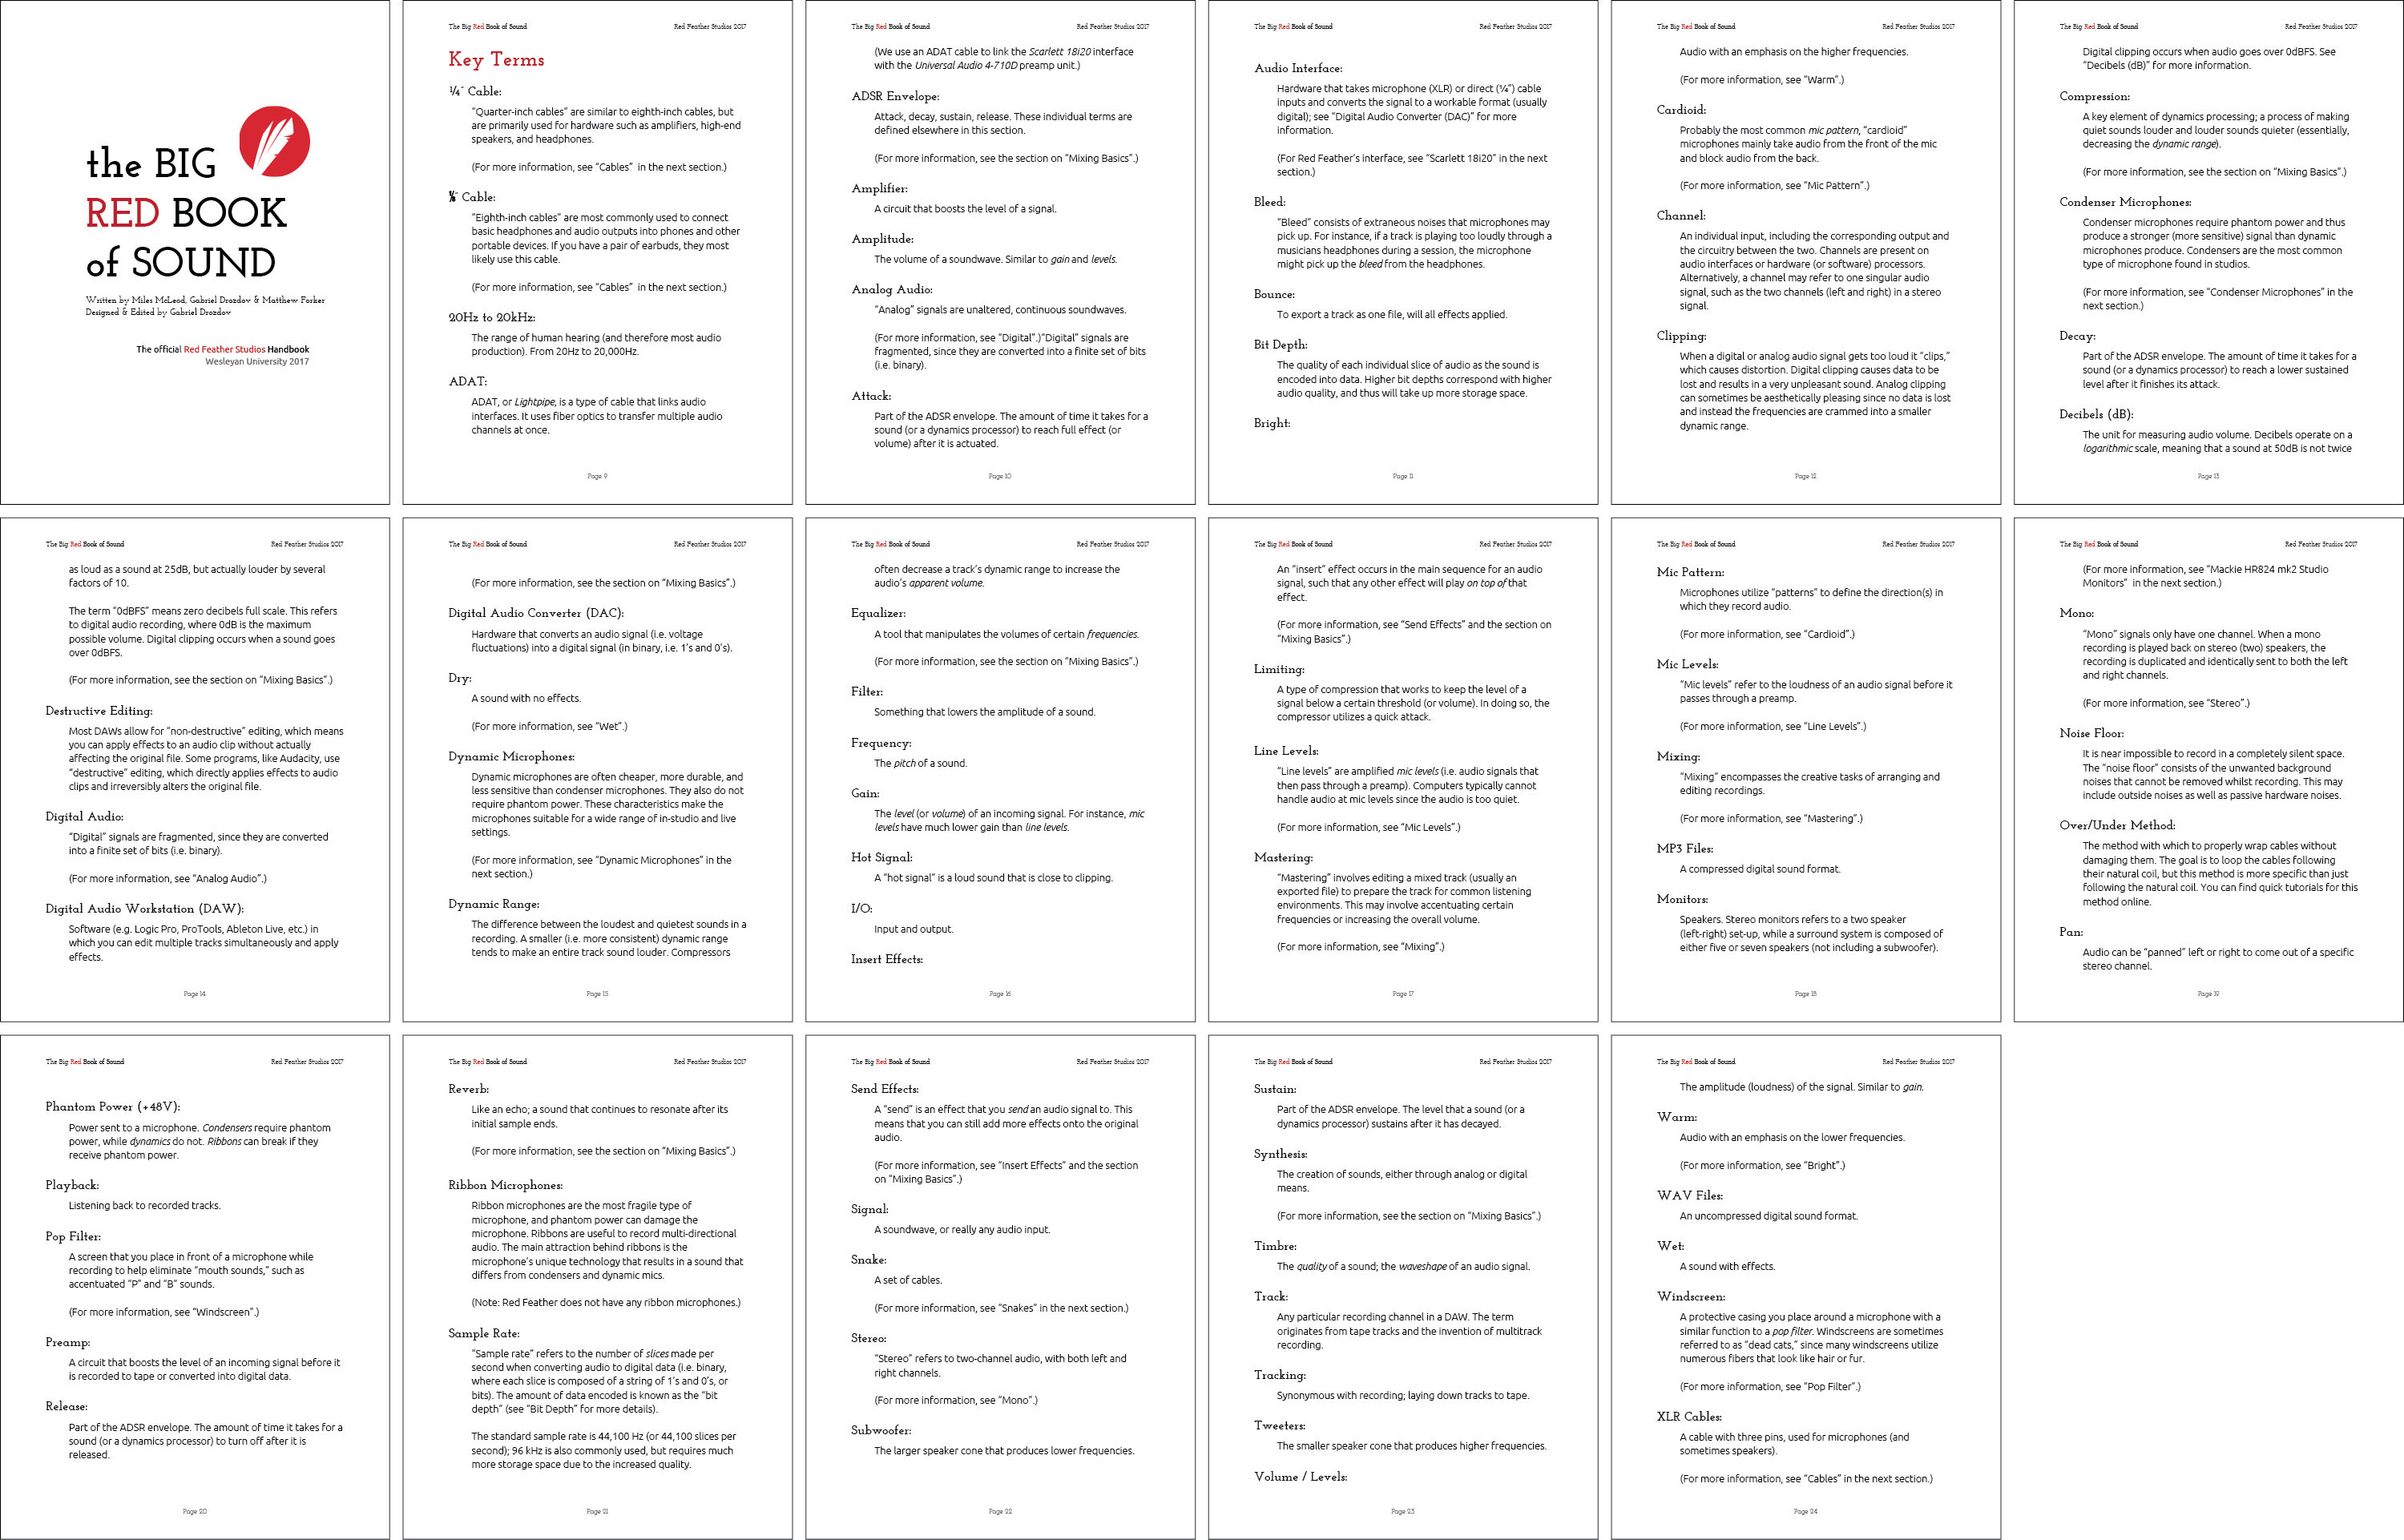 the BIG
RED BOOK
of SOUND
Written by Miles McLeod, Gabriel Drozdov & Matthew Forker
Designed & Edited by Gabriel Drozdov
The official Red Feather Studios Handbook
Wesleyan University 2017
The Big Red Book of Sound Red Feather Studios 2017
Key Terms
¼″ Cable:
"Quarter-inch cables" are similar to eighth-inch cables, but
are primarily used for hardware such as amplifiers, high-end
speakers, and headphones.
(For more information, see "Cables"  in the next section.)
⅛″ Cable:
"Eighth-inch cables" are most commonly used to connect
basic headphones and audio outputs into phones and other
portable devices. If you have a pair of earbuds, they most
likely use this cable.
(For more information, see "Cables"  in the next section.)
20Hz to 20kHz:
The range of human hearing (and therefore most audio
production). From 20Hz to 20,000Hz.
ADAT:
ADAT, or Lightpipe, is a type of cable that links audio
interfaces. It uses fiber optics to transfer multiple audio
channels at once.
Page 9
The Big Red Book of Sound Red Feather Studios 2017
(We use an ADAT cable to link the Scarlett 18i20 interface
with the Universal Audio 4-710D preamp unit.)
ADSR Envelope:
Attack, decay, sustain, release. These individual terms are
defined elsewhere in this section.
(For more information, see the section on "Mixing Basics".)
Amplifier:
A circuit that boosts the level of a signal.
Amplitude:
The volume of a soundwave. Similar to gain and levels.
Analog Audio:
"Analog" signals are unaltered, continuous soundwaves.
(For more information, see "Digital".)"Digital" signals are
fragmented, since they are converted into a finite set of bits
(i.e. binary).
Attack:
Part of the ADSR envelope. The amount of time it takes for a
sound (or a dynamics processor) to reach full effect (or
volume) after it is actuated.
Page 10
The Big Red Book of Sound Red Feather Studios 2017
Audio Interface:
Hardware that takes microphone (XLR) or direct (¼") cable
inputs and converts the signal to a workable format (usually
digital); see "Digital Audio Converter (DAC)" for more
information.
(For Red Feather's interface, see "Scarlett 18i20" in the next
section.)
Bleed:
"Bleed" consists of extraneous noises that microphones may
pick up. For instance, if a track is playing too loudly through a
musicians headphones during a session, the microphone
might pick up the bleed from the headphones.
Bounce:
To export a track as one file, will all effects applied.
Bit Depth:
The quality of each individual slice of audio as the sound is
encoded into data. Higher bit depths correspond with higher
audio quality, and thus will take up more storage space.
Bright:
Page 11
The Big Red Book of Sound Red Feather Studios 2017
Audio with an emphasis on the higher frequencies.
(For more information, see "Warm".)
Cardioid:
Probably the most common mic pattern, "cardioid"
microphones mainly take audio from the front of the mic
and block audio from the back.
(For more information, see "Mic Pattern".)
Channel:
An individual input, including the corresponding output and
the circuitry between the two. Channels are present on
audio interfaces or hardware (or software) processors.
Alternatively, a channel may refer to one singular audio
signal, such as the two channels (left and right) in a stereo
signal.
Clipping:
When a digital or analog audio signal gets too loud it "clips,"
which causes distortion. Digital clipping causes data to be
lost and results in a very unpleasant sound. Analog clipping
can sometimes be aesthetically pleasing since no data is lost
and instead the frequencies are crammed into a smaller
dynamic range.
Page 12
The Big Red Book of Sound Red Feather Studios 2017
Digital clipping occurs when audio goes over 0dBFS. See
"Decibels (dB)" for more information.
Compression:
A key element of dynamics processing; a process of making
quiet sounds louder and louder sounds quieter (essentially,
decreasing the dynamic range).
(For more information, see the section on "Mixing Basics".)
Condenser Microphones:
Condenser microphones require phantom power and thus
produce a stronger (more sensitive) signal than dynamic
microphones produce. Condensers are the most common
type of microphone found in studios.
(For more information, see "Condenser Microphones" in the
next section.)
Decay:
Part of the ADSR envelope. The amount of time it takes for a
sound (or a dynamics processor) to reach a lower sustained
level after it finishes its attack.
Decibels (dB):
The unit for measuring audio volume. Decibels operate on a
logarithmic scale, meaning that a sound at 50dB is not twice
Page 13
The Big Red Book of Sound Red Feather Studios 2017
as loud as a sound at 25dB, but actually louder by several
factors of 10.
The term "0dBFS" means zero decibels full scale. This refers
to digital audio recording, where 0dB is the maximum
possible volume. Digital clipping occurs when a sound goes
over 0dBFS.
(For more information, see the section on "Mixing Basics".)
Destructive Editing:
Most DAWs allow for "non-destructive" editing, which means
you can apply effects to an audio clip without actually
affecting the original file. Some programs, like Audacity, use
"destructive" editing, which directly applies effects to audio
clips and irreversibly alters the original file.
Digital Audio:
"Digital" signals are fragmented, since they are converted
into a finite set of bits (i.e. binary).
(For more information, see "Analog Audio".)
Digital Audio Workstation (DAW):
Software (e.g. Logic Pro, ProTools, Ableton Live, etc.) in
which you can edit multiple tracks simultaneously and apply
effects.
Page 14
The Big Red Book of Sound Red Feather Studios 2017
(For more information, see the section on "Mixing Basics".)
Digital Audio Converter (DAC):
Hardware that converts an audio signal (i.e. voltage
fluctuations) into a digital signal (in binary, i.e. 1's and 0's).
Dry:
A sound with no effects.
(For more information, see "Wet".)
Dynamic Microphones:
Dynamic microphones are often cheaper, more durable, and
less sensitive than condenser microphones. They also do not
require phantom power. These characteristics make the
microphones suitable for a wide range of in-studio and live
settings.
(For more information, see "Dynamic Microphones" in the
next section.)
Dynamic Range:
The difference between the loudest and quietest sounds in a
recording. A smaller (i.e. more consistent) dynamic range
tends to make an entire track sound louder. Compressors
Page 15
The Big Red Book of Sound Red Feather Studios 2017
often decrease a track's dynamic range to increase the
audio's apparent volume.
Equalizer:
A tool that manipulates the volumes of certain frequencies.
(For more information, see the section on "Mixing Basics".)
Filter:
Something that lowers the amplitude of a sound.
Frequency:
The pitch of a sound.
Gain:
The level (or volume) of an incoming signal. For instance, mic
levels have much lower gain than line levels.
Hot Signal:
A "hot signal" is a loud sound that is close to clipping.
I/O:
Input and output.
Insert Effects:
Page 16
The Big Red Book of Sound Red Feather Studios 2017
An "insert" effect occurs in the main sequence for an audio
signal, such that any other effect will play on top of that
effect.
(For more information, see "Send Effects" and the section on
"Mixing Basics".)
Limiting:
A type of compression that works to keep the level of a
signal below a certain threshold (or volume). In doing so, the
compressor utilizes a quick attack.
Line Levels:
"Line levels" are amplified mic levels (i.e. audio signals that
then pass through a preamp). Computers typically cannot
handle audio at mic levels since the audio is too quiet.
(For more information, see "Mic Levels".)
Mastering:
"Mastering" involves editing a mixed track (usually an
exported file) to prepare the track for common listening
environments. This may involve accentuating certain
frequencies or increasing the overall volume.
(For more information, see "Mixing".)
Page 17
The Big Red Book of Sound Red Feather Studios 2017
Mic Pattern:
Microphones utilize "patterns" to define the direction(s) in
which they record audio.
(For more information, see "Cardioid".)
Mic Levels:
"Mic levels" refer to the loudness of an audio signal before it
passes through a preamp.
(For more information, see "Line Levels".)
Mixing:
"Mixing" encompasses the creative tasks of arranging and
editing recordings.
(For more information, see "Mastering".)
MP3 Files:
A compressed digital sound format.
Monitors:
Speakers. Stereo monitors refers to a two speaker
(left-right) set-up, while a surround system is composed of
either five or seven speakers (not including a subwoofer).
Page 18
The Big Red Book of Sound Red Feather Studios 2017
(For more information, see "Mackie HR824 mk2 Studio
Monitors"  in the next section.)
Mono:
"Mono" signals only have one channel. When a mono
recording is played back on stereo (two) speakers, the
recording is duplicated and identically sent to both the left
and right channels.
(For more information, see "Stereo".)
Noise Floor:
It is near impossible to record in a completely silent space.
The "noise floor" consists of the unwanted background
noises that cannot be removed whilst recording. This may
include outside noises as well as passive hardware noises.
Over/Under Method:
The method with which to properly wrap cables without
damaging them. The goal is to loop the cables following
their natural coil, but this method is more specific than just
following the natural coil. You can find quick tutorials for this
method online.
Pan:
Audio can be "panned" left or right to come out of a specific
stereo channel.
Page 19
The Big Red Book of Sound Red Feather Studios 2017
Phantom Power (+48V):
Power sent to a microphone. Condensers require phantom
power, while dynamics do not. Ribbons can break if they
receive phantom power.
Playback:
Listening back to recorded tracks.
Pop Filter:
A screen that you place in front of a microphone while
recording to help eliminate "mouth sounds," such as
accentuated "P" and "B" sounds.
(For more information, see "Windscreen".)
Preamp:
A circuit that boosts the level of an incoming signal before it
is recorded to tape or converted into digital data.
Release:
Part of the ADSR envelope. The amount of time it takes for a
sound (or a dynamics processor) to turn off after it is
released.
Page 20
The Big Red Book of Sound Red Feather Studios 2017
Reverb:
Like an echo; a sound that continues to resonate after its
initial sample ends.
(For more information, see the section on "Mixing Basics".)
Ribbon Microphones:
Ribbon microphones are the most fragile type of
microphone, and phantom power can damage the
microphone. Ribbons are useful to record multi-directional
audio. The main attraction behind ribbons is the
microphone's unique technology that results in a sound that
differs from condensers and dynamic mics.
(Note: Red Feather does not have any ribbon microphones.)
Sample Rate:
"Sample rate" refers to the number of slices made per
second when converting audio to digital data (i.e. binary,
where each slice is composed of a string of 1's and 0's, or
bits). The amount of data encoded is known as the "bit
depth" (see "Bit Depth" for more details).
The standard sample rate is 44,100 Hz (or 44,100 slices per
second); 96 kHz is also commonly used, but requires much
more storage space due to the increased quality.
Page 21
The Big Red Book of Sound Red Feather Studios 2017
Send Effects:
A "send" is an effect that you send an audio signal to. This
means that you can still add more effects onto the original
audio.
(For more information, see "Insert Effects" and the section
on "Mixing Basics".)
Signal:
A soundwave, or really any audio input.
Snake:
A set of cables.
(For more information, see "Snakes" in the next section.)
Stereo:
"Stereo" refers to two-channel audio, with both left and
right channels.
(For more information, see "Mono".)
Subwoofer:
The larger speaker cone that produces lower frequencies.
Page 22
The Big Red Book of Sound Red Feather Studios 2017
Sustain:
Part of the ADSR envelope. The level that a sound (or a
dynamics processor) sustains after it has decayed.
Synthesis:
The creation of sounds, either through analog or digital
means.
(For more information, see the section on "Mixing Basics".)
Timbre:
The quality of a sound; the waveshape of an audio signal.
Track:
Any particular recording channel in a DAW. The term
originates from tape tracks and the invention of multitrack
recording.
Tracking:
Synonymous with recording; laying down tracks to tape.
Tweeters:
The smaller speaker cone that produces higher frequencies.
Volume / Levels:
Page 23
The Big Red Book of Sound Red Feather Studios 2017
The amplitude (loudness) of the signal. Similar to gain.
Warm:
Audio with an emphasis on the lower frequencies.
(For more information, see "Bright".)
WAV Files:
An uncompressed digital sound format.
Wet:
A sound with effects.
Windscreen:
A protective casing you place around a microphone with a
similar function to a pop filter. Windscreens are sometimes
referred to as "dead cats," since many windscreens utilize
numerous fibers that look like hair or fur.
(For more information, see "Pop Filter".)
XLR Cables:
A cable with three pins, used for microphones (and
sometimes speakers).
(For more information, see "Cables" in the next section.)
Page 24